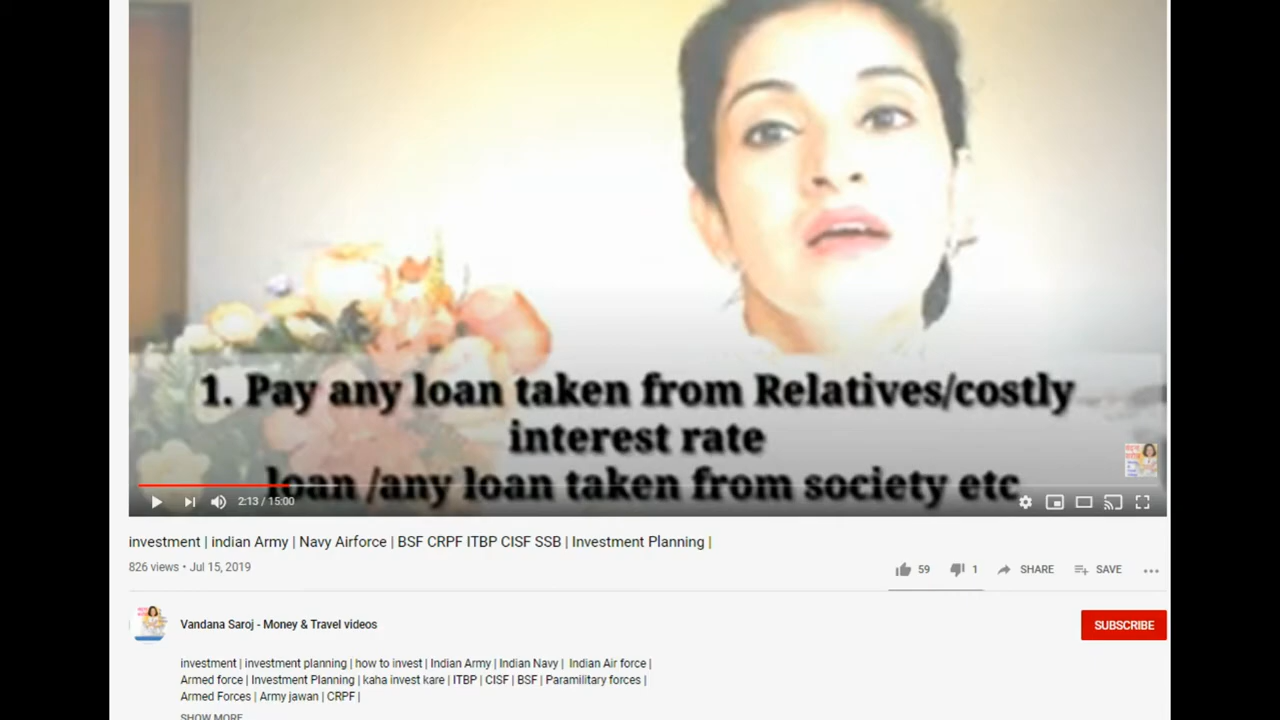 1. Pay any loan taken from Relatives/costly
interest rate
loan /any loan taken from society etc
2:13 / 15:00
investment | indian Army | Navy Airforce | BSF CRPF ITBP CISF SSB | Investment Planning |
826 views • Jul 15, 2019
59
1
SHARE
SAVE
Vandana Saroj - Money & Travel videos
SUBSCRIBE
investment | investment planning | how to invest | Indian Army | Indian Navy | Indian Air force |
Armed force | Investment Planning | kaha invest kare | ITBP | CISF | BSF | Paramilitary forces |
Armed Forces | Army jawan | CRPF |
SHOW MORE